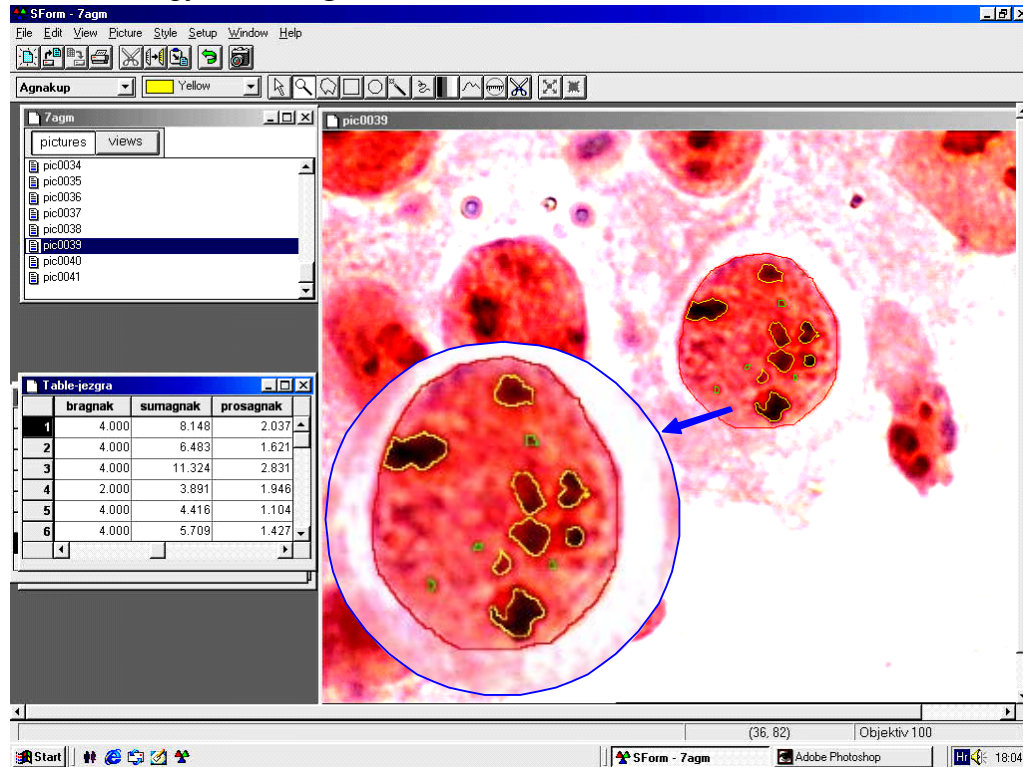 SForm - 7agm
File Edit View Picture Style Setup Window Help
Agnakup Yellow
7agm
pictures views
pic0034
pic0035
pic0036
pic0037
pic0038
pic0039
pic0040
pic0041
pic0039
Table-jezgra
bragnak sumagnak prosagnak
1 4.000 8.148 2.037
2 4.000 6.483 1.621
3 4.000 11.324 2.831
4 2.000 3.891 1.946
5 4.000 4.416 1.104
6 4.000 5.709 1.427
(36, 82) Objektiv 100
Start SForm - 7agm Adobe Photoshop Hr 18:04